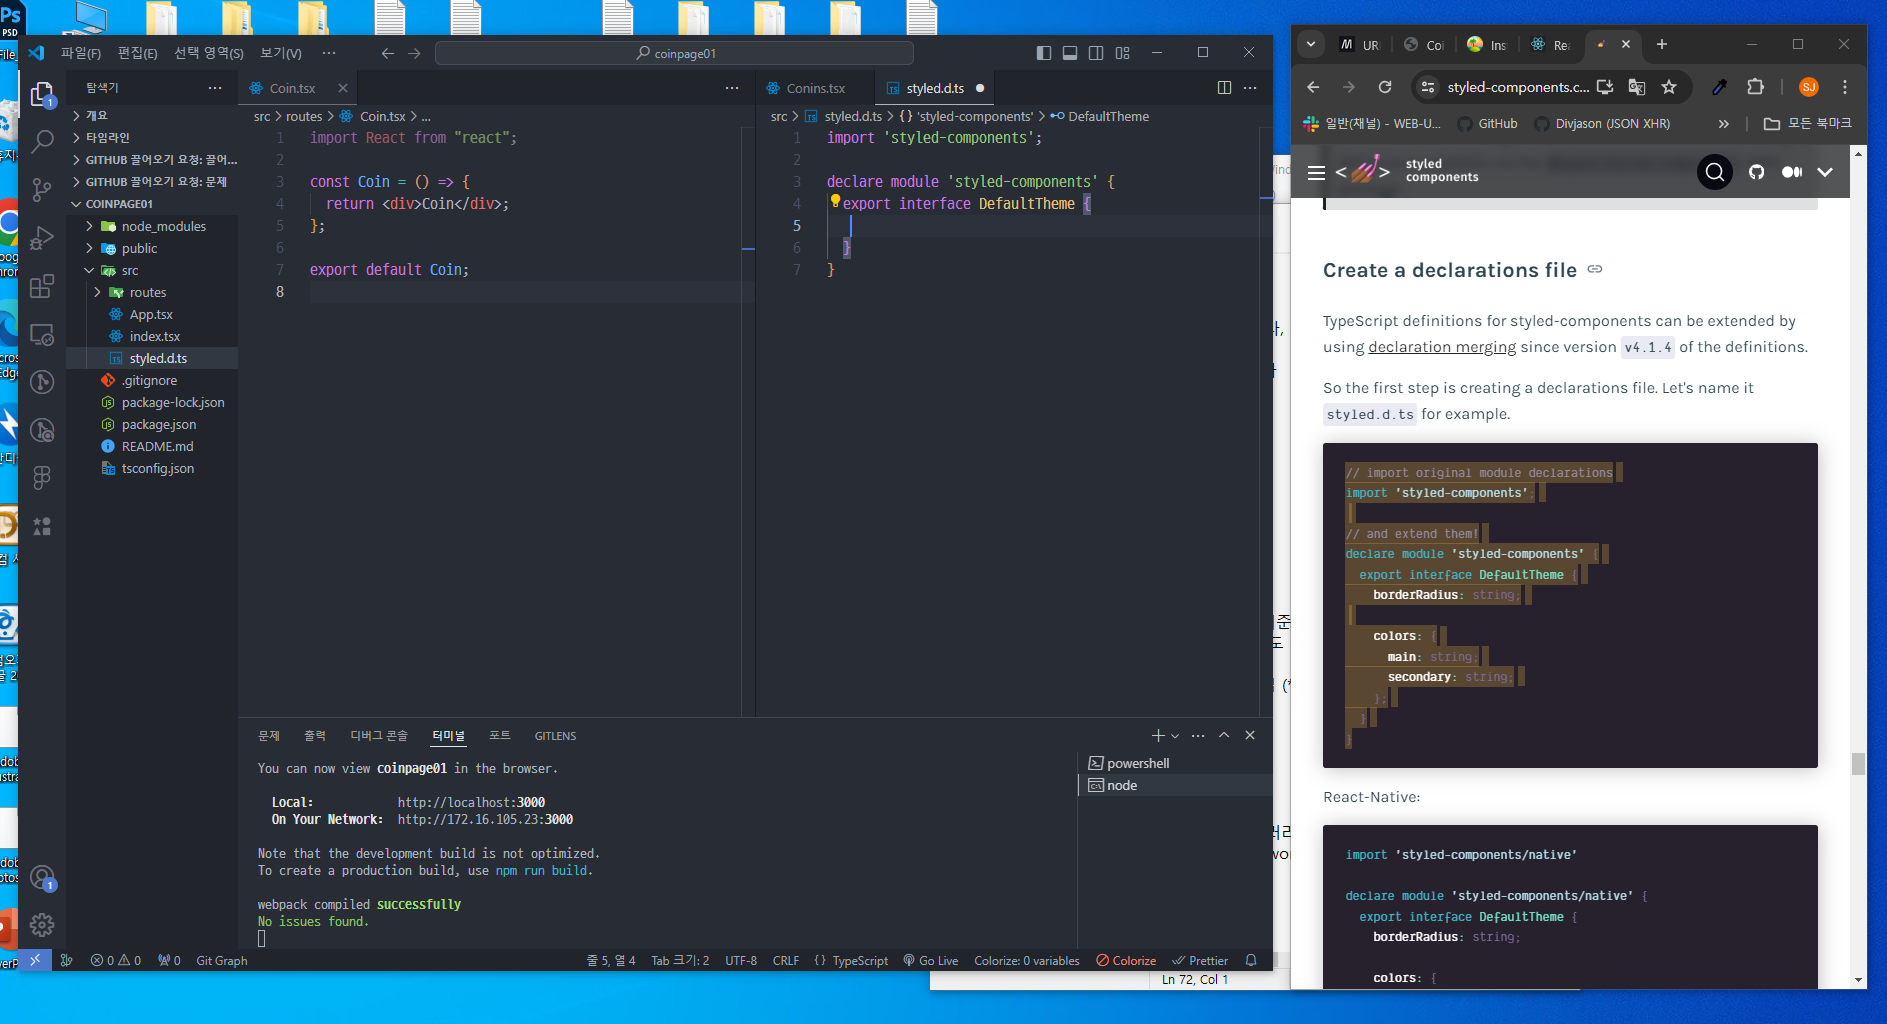 파일(F) 편집(E) 선택 영역(S) 보기(V) ···
coinpage01
탐색기
개요
타임라인
GITHUB 끌어오기 요청: 끌어...
GITHUB 끌어오기 요청: 문제
COINPAGE01
node_modules
public
src
routes
App.tsx
index.tsx
styled.d.ts
.gitignore
package-lock.json
package.json
README.md
tsconfig.json
Coin.tsx
src > routes > Coin.tsx > ...
1 import React from "react";
2
3 const Coin = () => {
4 return <div>Coin</div>;
5 };
6
7 export default Coin;
8
Conins.tsx
styled.d.ts
src > styled.d.ts > {} 'styled-components' > DefaultTheme
1 import 'styled-components';
2
3 declare module 'styled-components' {
4 export interface DefaultTheme {
5
6 }
7 }
문제 출력 디버그 콘솔 터미널 포트 GITLENS
You can now view coinpage01 in the browser.
Local: http://localhost:3000
On Your Network: http://172.16.105.23:3000
Note that the development build is not optimized.
To create a production build, use npm run build.
webpack compiled successfully
No issues found.
powershell
node
0 0 0 Git Graph
줄 5, 열 4 Tab 크기: 2 UTF-8 CRLF {} TypeScript Go Live Colorize: 0 variables Colorize Prettier
Ln 72, Col 1
UR Coi Ins Rea
styled-components.c...
SJ
일반(채널) - WEB-U... GitHub Divjason (JSON XHR) » 모든 북마크
styled
components
Create a declarations file
TypeScript definitions for styled-components can be extended by
using declaration merging since version v4.1.4 of the definitions.
So the first step is creating a declarations file. Let's name it
styled.d.ts for example.
// import original module declarations
import 'styled-components';
// and extend them!
declare module 'styled-components' {
export interface DefaultTheme {
borderRadius: string;
colors: {
main: string;
secondary: string;
};
}
}
React-Native:
import 'styled-components/native'
declare module 'styled-components/native' {
export interface DefaultTheme {
borderRadius: string;
colors: {